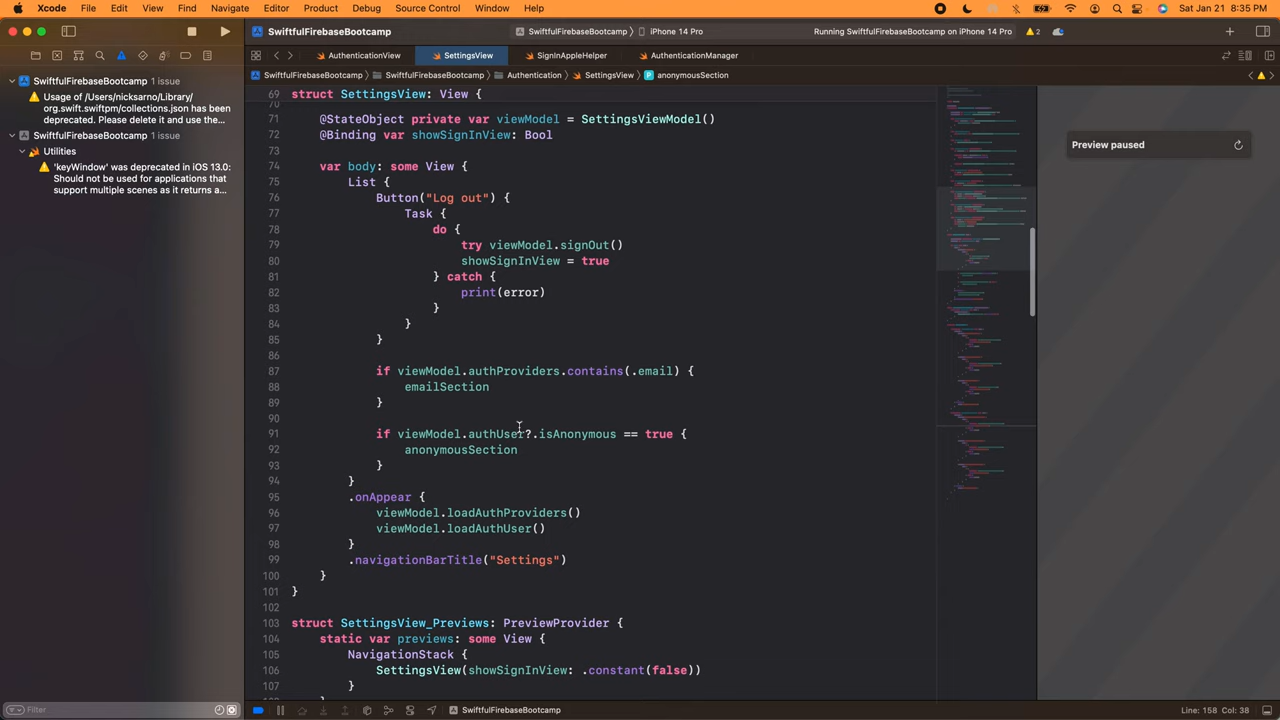 Xcode File Edit View Find Navigate Editor Product Debug Source Control Window Help Sat Jan 21 8:35 PM
SwiftfulFirebaseBootcamp SwiftfulFirebaseBootcamp iPhone 14 Pro Running SwiftfulFirebaseBootcamp on iPhone 14 Pro 2
AuthenticationView SettingsView SignInAppleHelper AuthenticationManager
SwiftfulFirebaseBootcamp SwiftfulFirebaseBootcamp Authentication SettingsView P anonymousSection
SwiftfulFirebaseBootcamp 1 issue
Usage of /Users/nicksarno/Library/
org.swift.swiftpm/collections.json has been
deprecated. Please delete it and use the...
SwiftfulFirebaseBootcamp 1 issue
Utilities
'keyWindow' was deprecated in iOS 13.0:
Should not be used for applications that
support multiple scenes as it returns a...
69 struct SettingsView: View {
70
71 @StateObject private var viewModel = SettingsViewModel()
72 @Binding var showSignInView: Bool
73
74 var body: some View {
75 List {
76 Button("Log out") {
77 Task {
78 do {
79 try viewModel.signOut()
80 showSignInView = true
81 } catch {
82 print(error)
83 }
84 }
85 }
86
87 if viewModel.authProviders.contains(.email) {
88 emailSection
89 }
90
91 if viewModel.authUser?.isAnonymous == true {
92 anonymousSection
93 }
94 }
95 .onAppear {
96 viewModel.loadAuthProviders()
97 viewModel.loadAuthUser()
98 }
99 .navigationBarTitle("Settings")
100 }
101 }
102
103 struct SettingsView_Previews: PreviewProvider {
104 static var previews: some View {
105 NavigationStack {
106 SettingsView(showSignInView: .constant(false))
107 }
Preview paused
Filter
SwiftfulFirebaseBootcamp
Line: 158 Col: 38